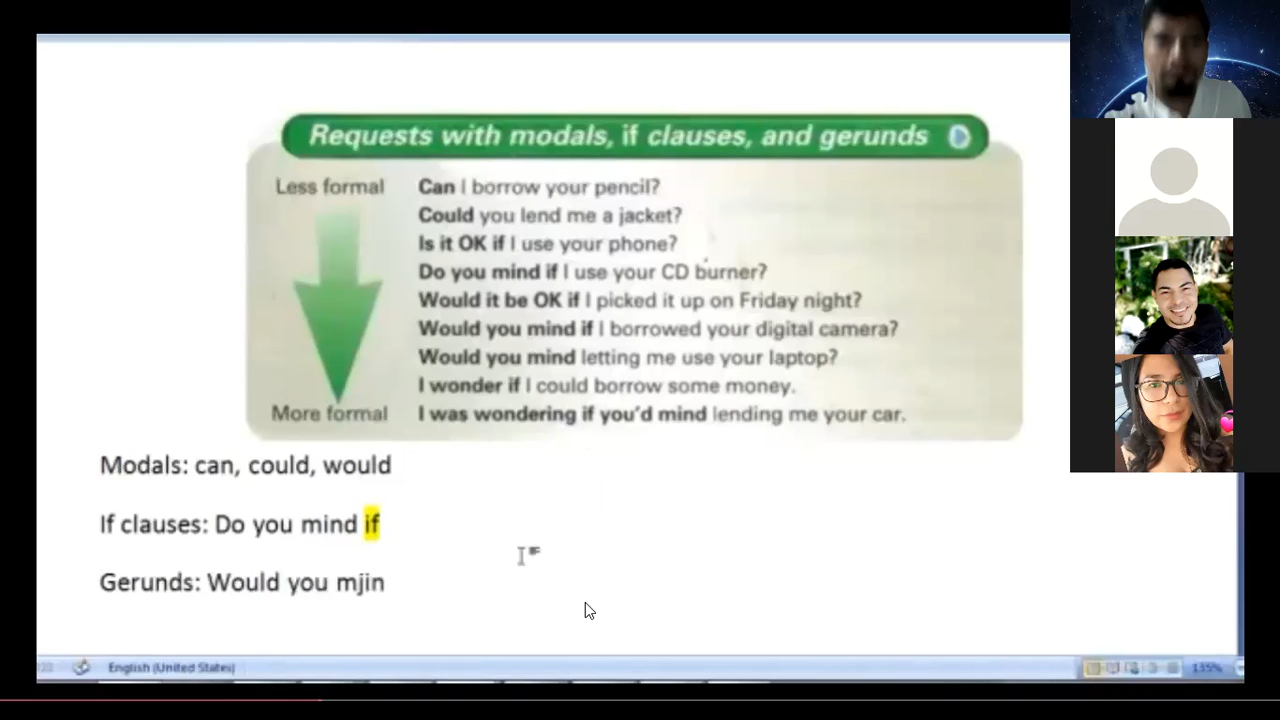 Requests with modals, if clauses, and gerunds
Less formal
Can I borrow your pencil?
Could you lend me a jacket?
Is it OK if I use your phone?
Do you mind if I use your CD burner?
Would it be OK if I picked it up on Friday night?
Would you mind if I borrowed your digital camera?
Would you mind letting me use your laptop?
I wonder if I could borrow some money.
More formal
I was wondering if you'd mind lending me your car.
Modals: can, could, would
If clauses: Do you mind if
Gerunds: Would you mjin
English (United States)
135%